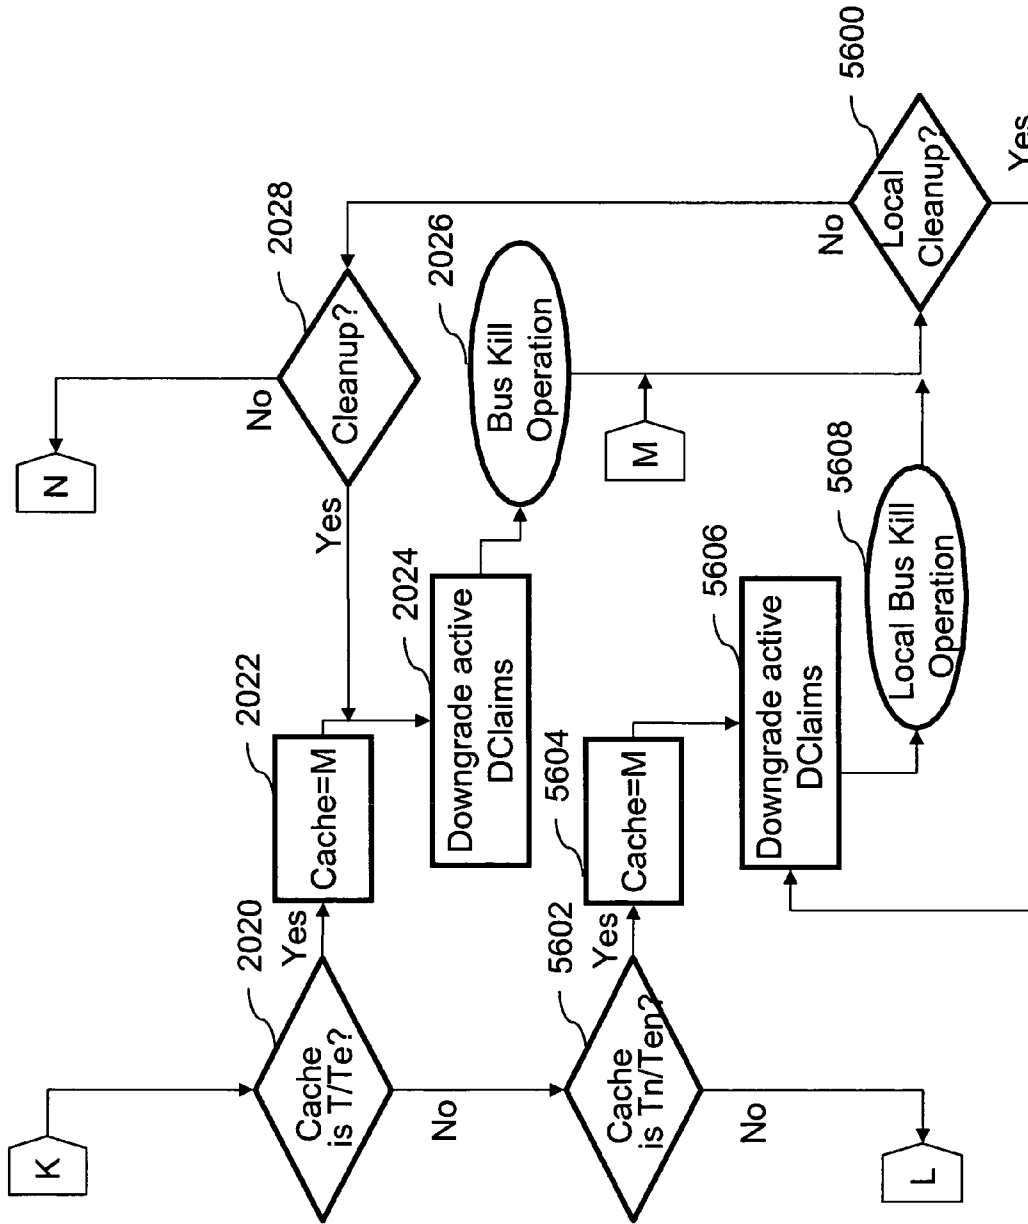 K
Cache
is T/Te?
2020
Yes
No
Cache=M
2022
Downgrade active
DClaims
2024
Bus Kill
Operation
2026
Cleanup?
2028
Yes
No
N
M
Cache
is Tn/Ten?
5602
Yes
No
L
Cache=M
5604
Downgrade active
DClaims
5606
Local Bus Kill
Operation
5608
Local
Cleanup?
5600
No
Yes